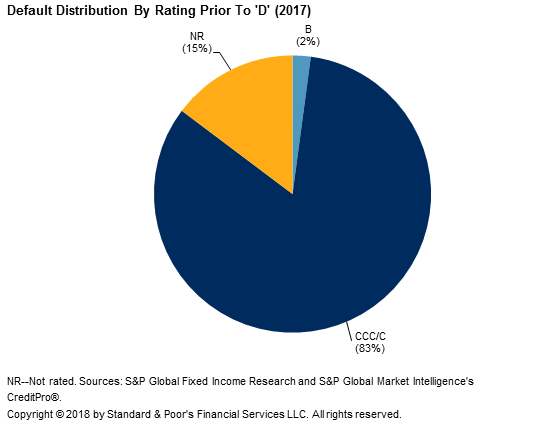 Default Distribution By Rating Prior To 'D' (2017)
B
(2%)
NR
(15%)
CCC/C
(83%)
NR--Not rated. Sources: S&P Global Fixed Income Research and S&P Global Market Intelligence's
CreditPro®.
Copyright © 2018 by Standard & Poor's Financial Services LLC. All rights reserved.